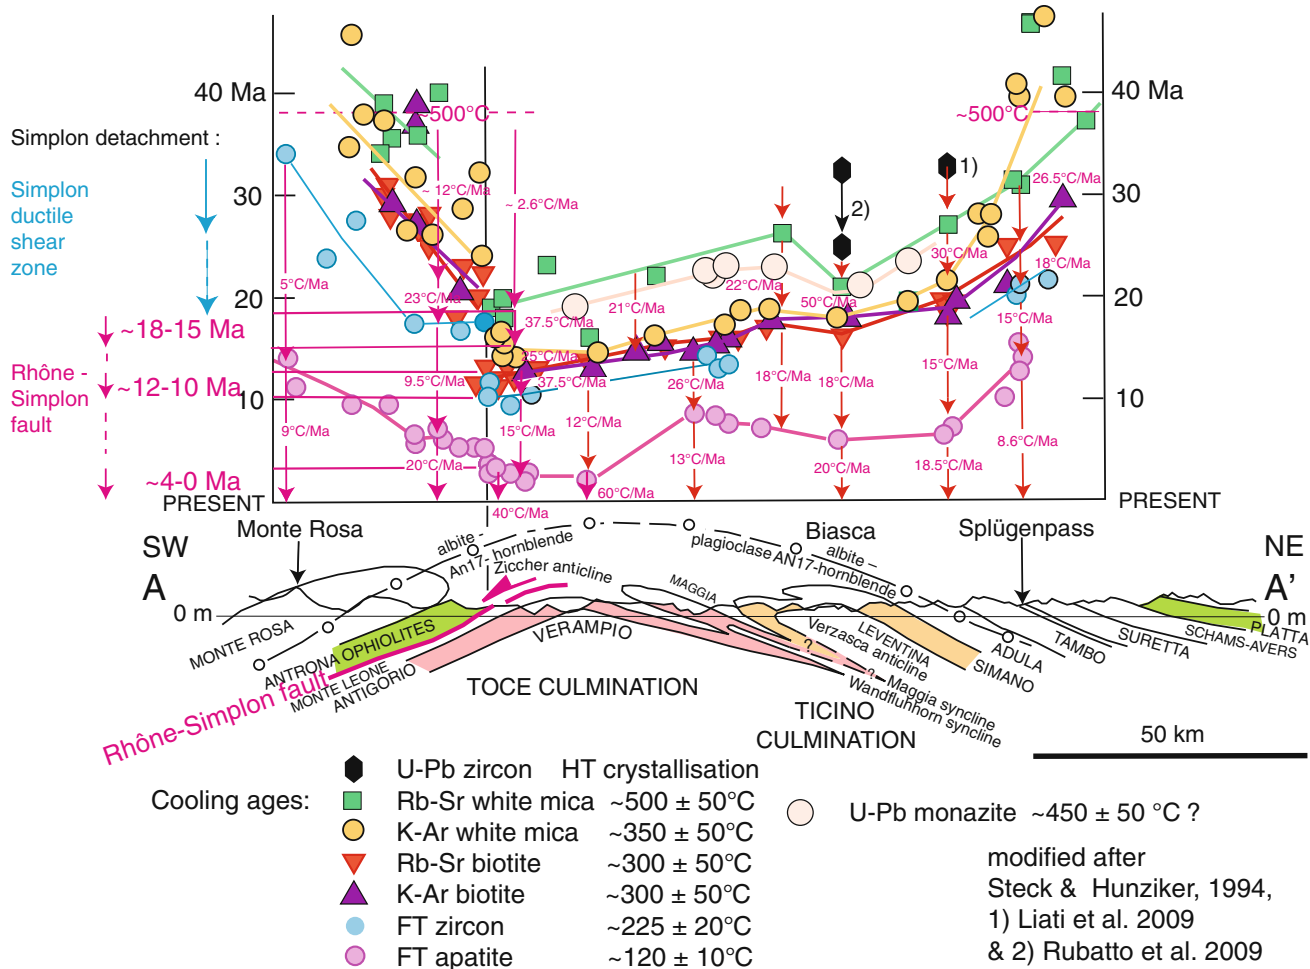 40 Ma
40 Ma
~500°C
~500°C
Simplon detachment :
1)
Simplon
ductile
shear
zone
30
30
~ 12°C/Ma
26.5°C/Ma
~ 2.6°C/Ma
2)
30°C/Ma
18°C/Ma
5°C/Ma
23°C/Ma
22°C/Ma
20
20
21°C/Ma
50°C/Ma
~18-15 Ma
37.5°C/Ma
15°C/Ma
25°C/Ma
15°C/Ma
Rhône -
Simplon
fault
~12-10 Ma
9.5°C/Ma
37.5°C/Ma
26°C/Ma
18°C/Ma
18°C/Ma
10
10
9°C/Ma
15°C/Ma
12°C/Ma
8.6°C/Ma
20°C/Ma
13°C/Ma
20°C/Ma
18.5°C/Ma
~4-0 Ma
60°C/Ma
PRESENT
PRESENT
40°C/Ma
Monte Rosa
Biasca
Splügenpass
SW
NE
A
A'
albite –
An17- hornblende
plagioclase
albite –
AN17-hornblende
Ziccher anticline
MAGGIA
0 m
0 m
MONTE ROSA
ANTRONA
OPHIOLITES
VERAMPIO
Verzasca anticline
LEVENTINA
?
?
SIMANO
ADULA
TAMBO
SURETTA
SCHAMS-AVERS
PLATTA
MONTE LEONE
ANTIGORIO
Rhône-Simplon fault
TOCE CULMINATION
Maggia syncline
Wandfluhhorn syncline
TICINO
CULMINATION
50 km
U-Pb zircon HT crystallisation
Cooling ages: Rb-Sr white mica ~500 ± 50°C
K-Ar white mica ~350 ± 50°C
Rb-Sr biotite ~300 ± 50°C
K-Ar biotite ~300 ± 50°C
FT zircon ~225 ± 20°C
FT apatite ~120 ± 10°C
U-Pb monazite ~450 ± 50 °C ?
modified after
Steck & Hunziker, 1994,
1) Liati et al. 2009
& 2) Rubatto et al. 2009